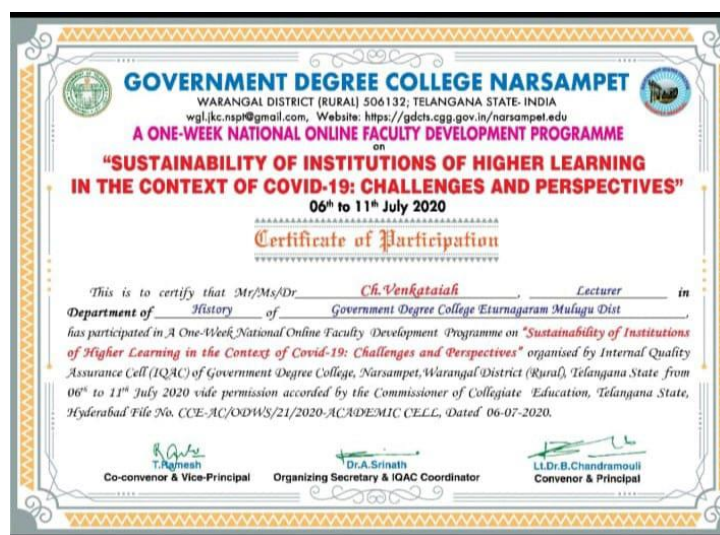 GOVERNMENT DEGREE COLLEGE NARSAMPET
WARANGAL DISTRICT (RURAL) 506132; TELANGANA STATE- INDIA
wgl.jkc.nspt@gmail.com, Website: https://gdcts.cgg.gov.in/narsampet.edu
A ONE-WEEK NATIONAL ONLINE FACULTY DEVELOPMENT PROGRAMME
on
"SUSTAINABILITY OF INSTITUTIONS OF HIGHER LEARNING
IN THE CONTEXT OF COVID-19: CHALLENGES AND PERSPECTIVES"
06th to 11th July 2020
Certificate of Participation
This is to certify that Mr/Ms/Dr Ch.Venkataiah, Lecturer in
Department of History of Government Degree College Eturnagaram Mulugu Dist,
has participated in A One-Week National Online Faculty Development Programme on "Sustainability of Institutions
of Higher Learning in the Context of Covid-19: Challenges and Perspectives" organised by Internal Quality
Assurance Cell (IQAC) of Government Degree College, Narsampet, Warangal District (Rural), Telangana State from
06th to 11th July 2020 vide permission accorded by the Commissioner of Collegiate Education, Telangana State,
Hyderabad File No. CCE-AC/ODWS/21/2020-ACADEMIC CELL, Dated 06-07-2020.
T.Ramesh
Co-convenor & Vice-Principal
Dr.A.Srinath
Organizing Secretary & IQAC Coordinator
Lt.Dr.B.Chandramouli
Convenor & Principal